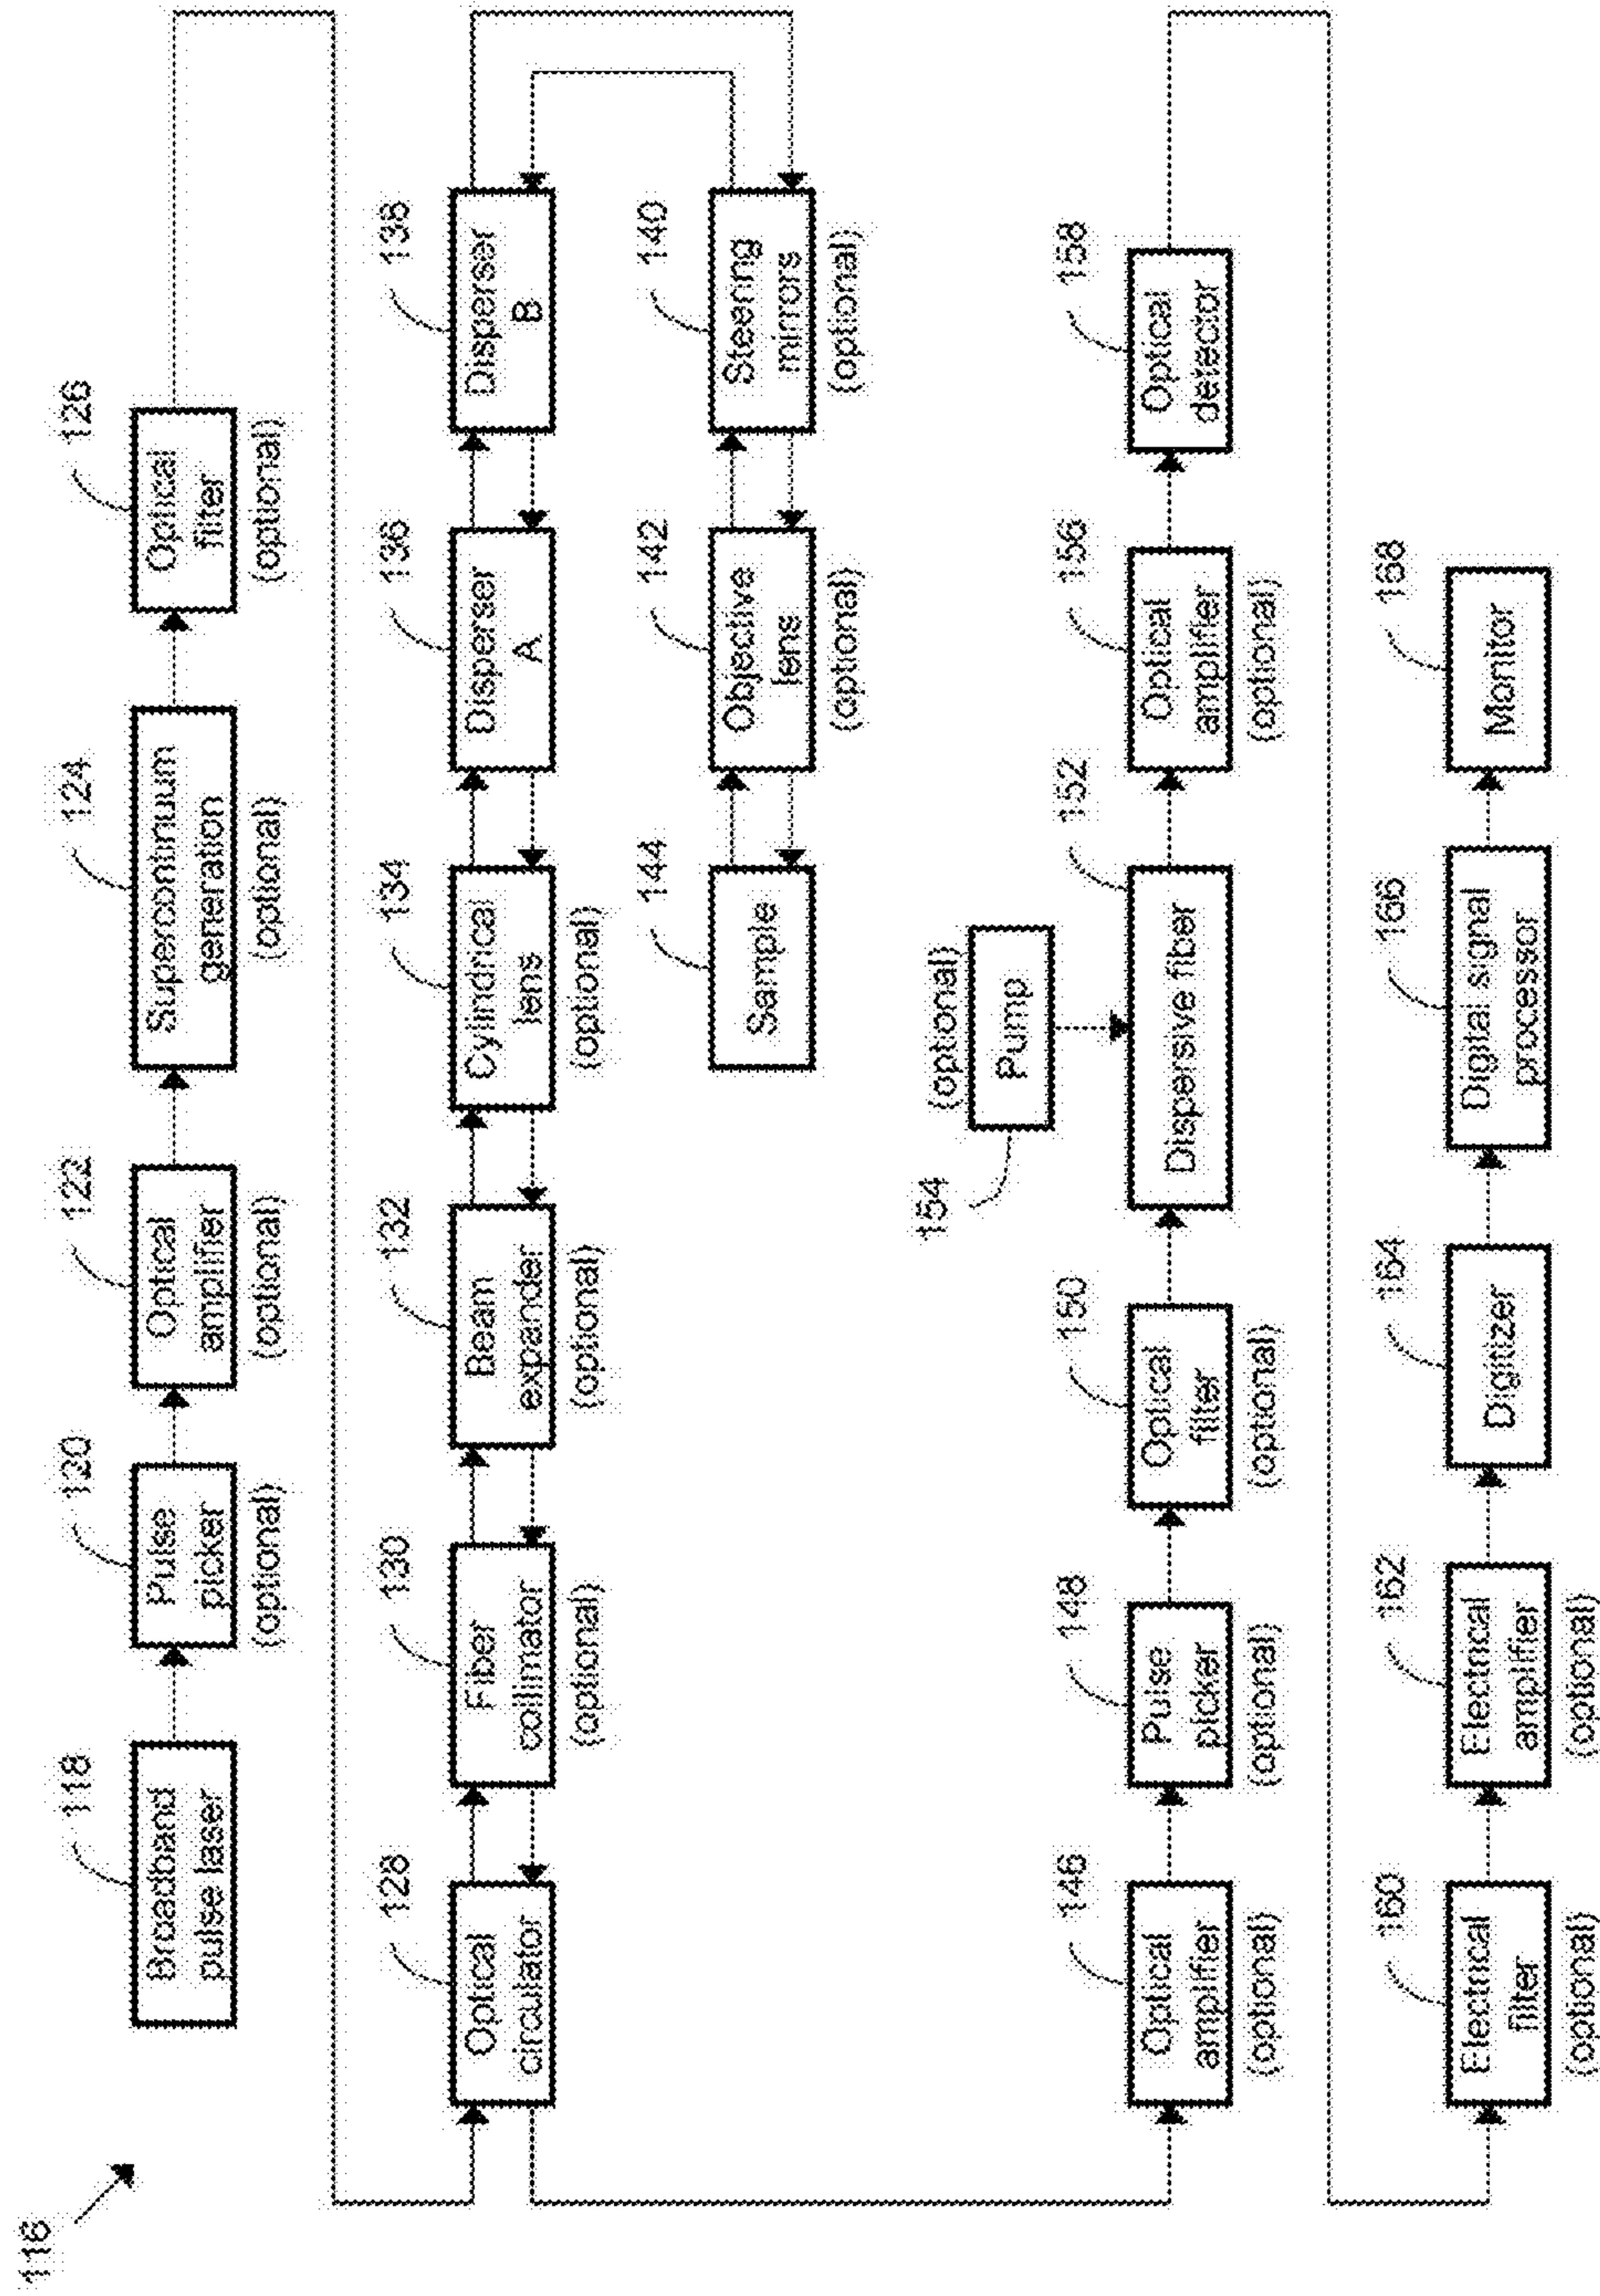 116
118
Broadband
pulse laser
120
Pulse
picker
(optional)
122
Optical
amplifier
(optional)
124
Supercontinuum
generation
(optional)
126
Optical
filter
(optional)
128
Optical
circulator
130
Fiber
collimator
(optional)
132
Beam
expander
(optional)
134
Cylindrical
lens
(optional)
136
Disperser
A
138
Disperser
B
144
Sample
142
Objective
lens
(optional)
140
Steering
mirrors
(optional)
154
(optional)
Pump
146
Optical
amplifier
(optional)
148
Pulse
picker
(optional)
150
Optical
filter
(optional)
152
Dispersive fiber
156
Optical
amplifier
(optional)
158
Optical
detector
160
Electrical
filter
(optional)
162
Electrical
amplifier
(optional)
164
Digitizer
166
Digital signal
processor
168
Monitor